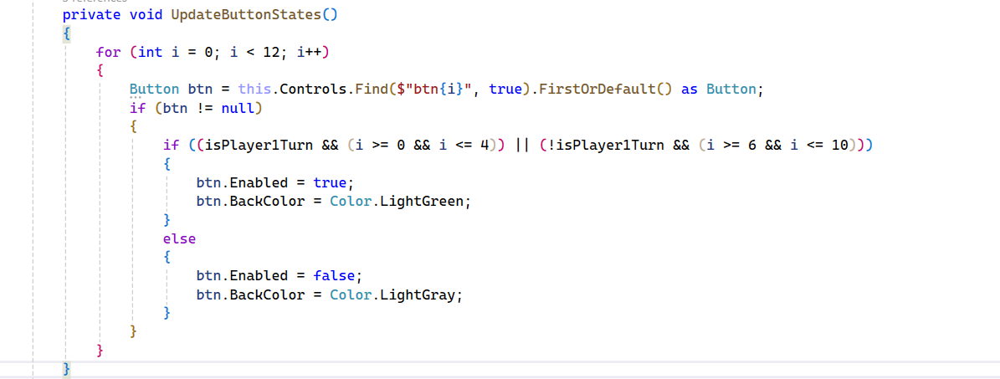 private void UpdateButtonStates()
{
for (int i = 0; i < 12; i++)
{
Button btn = this.Controls.Find($"btn{i}", true).FirstOrDefault() as Button;
if (btn != null)
{
if ((isPlayer1Turn && (i >= 0 && i <= 4)) || (!isPlayer1Turn && (i >= 6 && i <= 10)))
{
btn.Enabled = true;
btn.BackColor = Color.LightGreen;
}
else
{
btn.Enabled = false;
btn.BackColor = Color.LightGray;
}
}
}
}